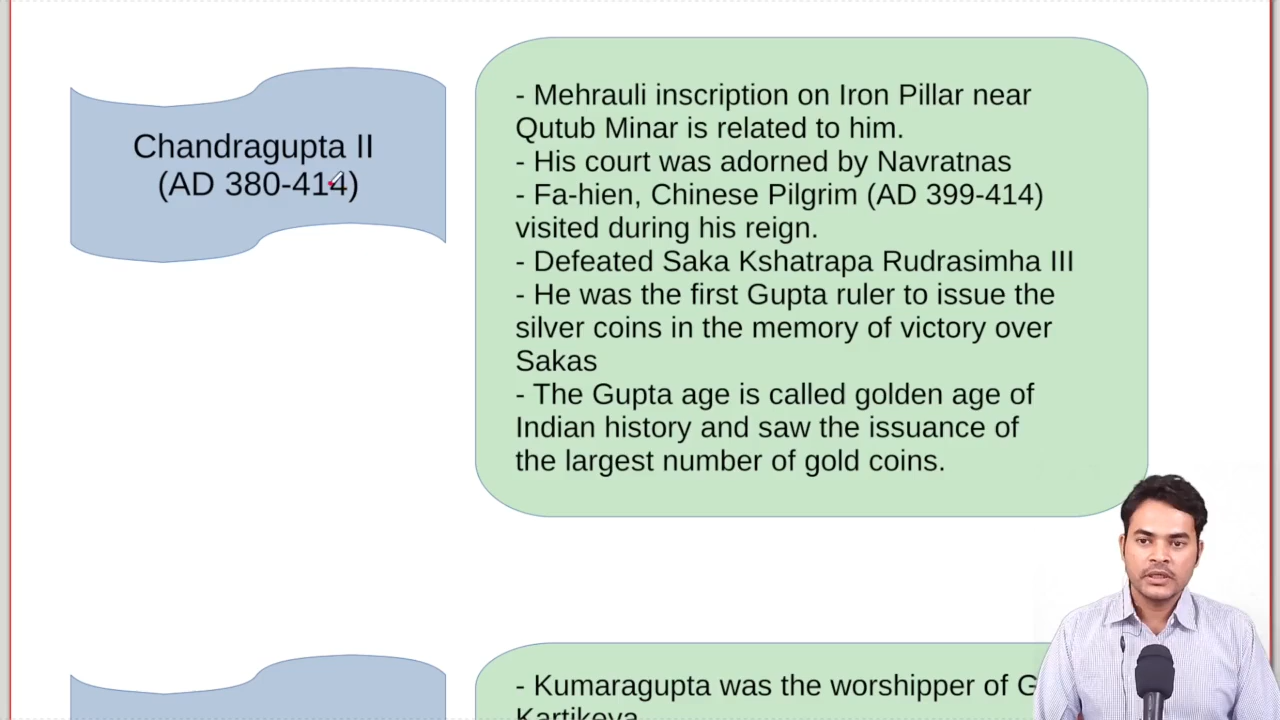 Chandragupta II
(AD 380-414)
- Mehrauli inscription on Iron Pillar near
Qutub Minar is related to him.
- His court was adorned by Navratnas
- Fa-hien, Chinese Pilgrim (AD 399-414)
visited during his reign.
- Defeated Saka Kshatrapa Rudrasimha III
- He was the first Gupta ruler to issue the
silver coins in the memory of victory over
Sakas
- The Gupta age is called golden age of
Indian history and saw the issuance of
the largest number of gold coins.
- Kumaragupta was the worshipper of
Kartikeya